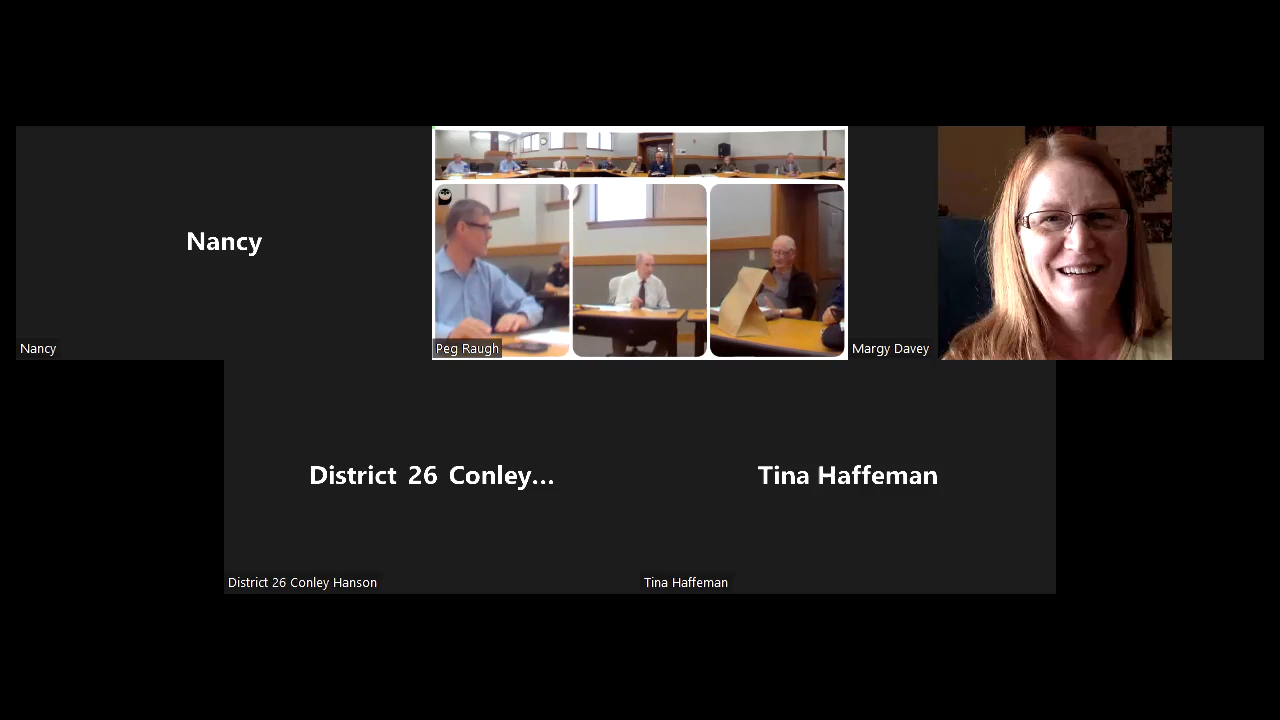 Nancy
Nancy
Peg Raugh
Margy Davey
District 26 Conley...
Tina Haffeman
District 26 Conley Hanson
Tina Haffeman